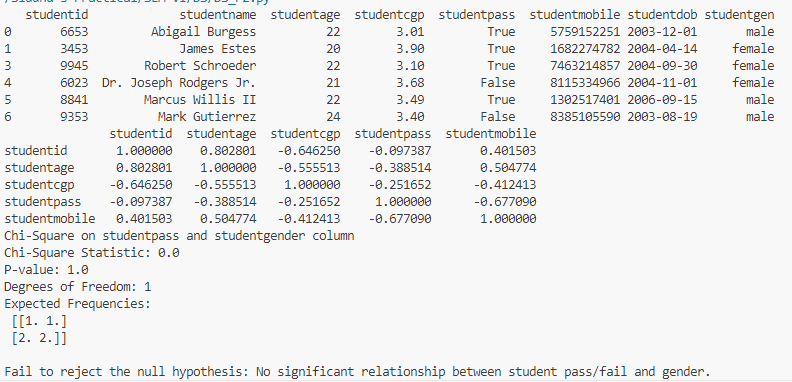 studentid studentname studentage studentcgp studentpass studentmobile studentdob studentgen
0 6653 Abigail Burgess 22 3.01 True 5759152251 2003-12-01 male
1 3453 James Estes 20 3.90 True 1682274782 2004-04-14 female
3 9945 Robert Schroeder 22 3.10 True 7463214857 2004-09-30 female
4 6023 Dr. Joseph Rodgers Jr. 21 3.68 False 8115334966 2004-11-01 female
5 8841 Marcus Willis II 22 3.49 True 1302517401 2006-09-15 male
6 9353 Mark Gutierrez 24 3.40 False 8385105590 2003-08-19 male
studentid studentage studentcgp studentpass studentmobile
studentid 1.000000 0.802801 -0.646250 -0.097387 0.401503
studentage 0.802801 1.000000 -0.555513 -0.388514 0.504774
studentcgp -0.646250 -0.555513 1.000000 -0.251652 -0.412413
studentpass -0.097387 -0.388514 -0.251652 1.000000 -0.677090
studentmobile 0.401503 0.504774 -0.412413 -0.677090 1.000000
Chi-Square on studentpass and studentgender column
Chi-Square Statistic: 0.0
P-value: 1.0
Degrees of Freedom: 1
Expected Frequencies:
[[1. 1.]
[2. 2.]]
Fail to reject the null hypothesis: No significant relationship between student pass/fail and gender.